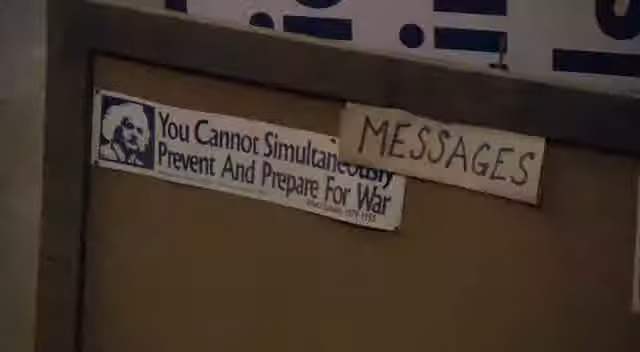 You Cannot Simultaneously
Prevent And Prepare For War
MESSAGES